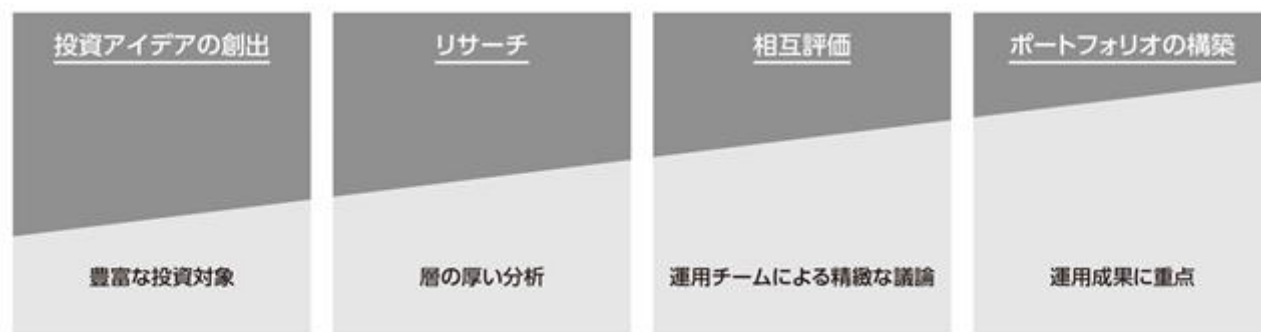 投資アイデアの創出
リサーチ
相互評価
ポートフォリオの構築
豊富な投資対象
層の厚い分析
運用チームによる精緻な議論
運用成果に重点